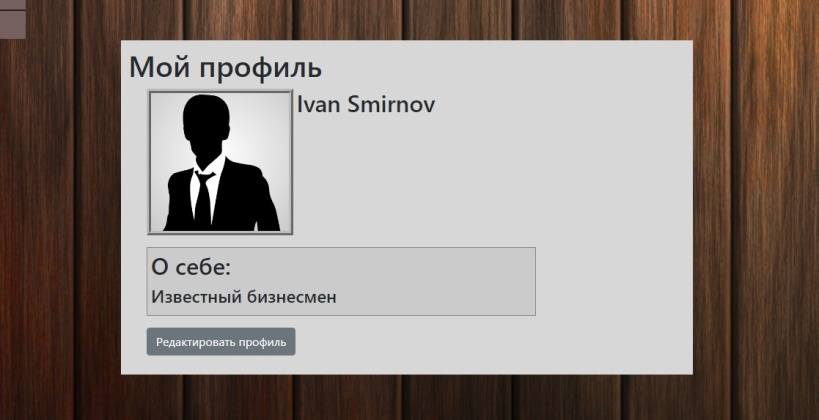 Мой профиль
Ivan Smirnov
О себе:
Известный бизнесмен
Редактировать профиль